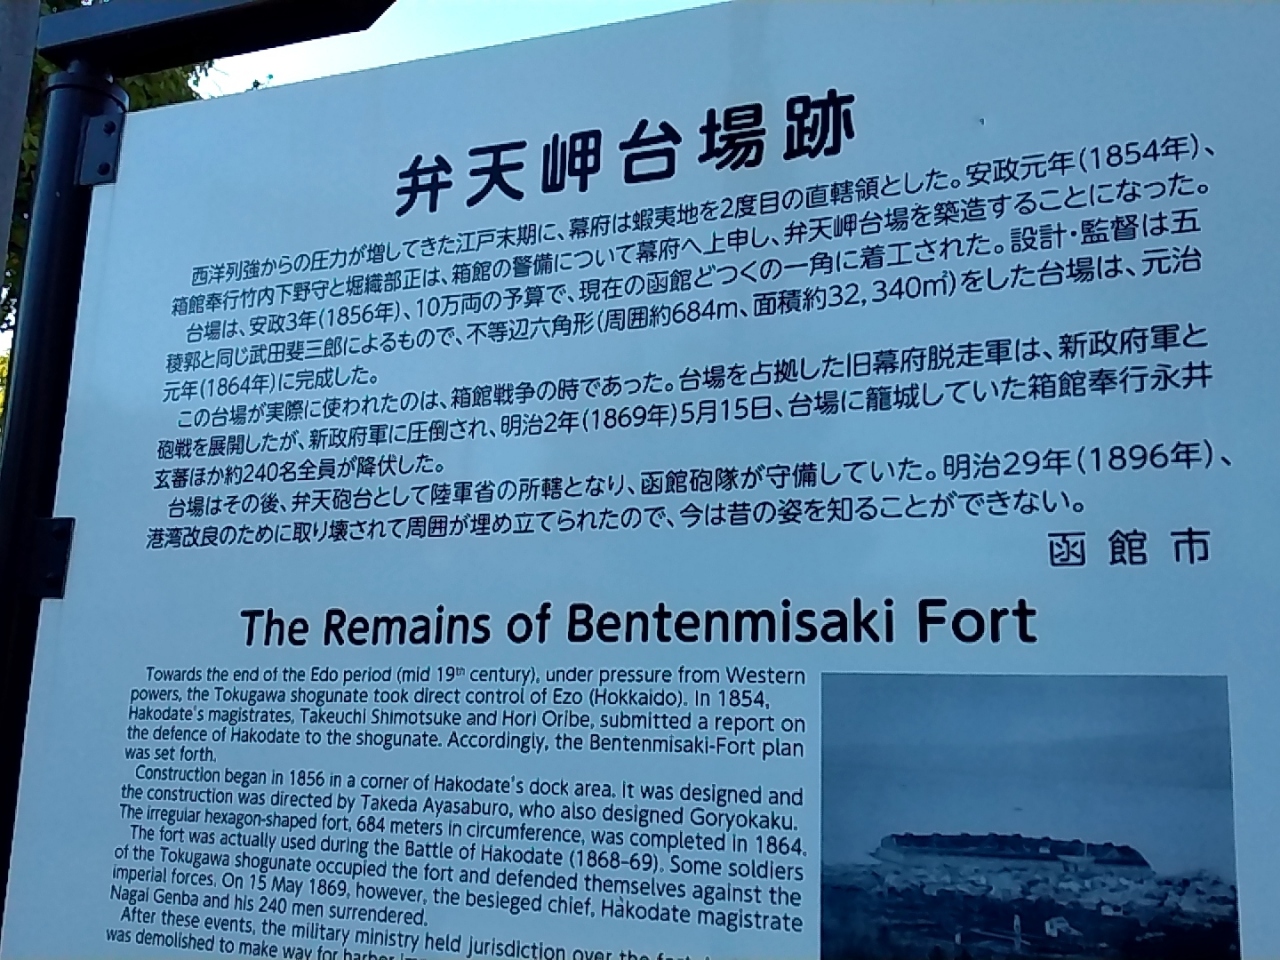 弁天岬台場跡
西洋列強からの圧力が増してきた江戸末期に、幕府は蝦夷地を2度目の直轄領とした。安政元年(1854年)、
箱館奉行竹内下野守と堀織部正は、箱館の警備について幕府へ上申し、弁天岬台場を築造することになった。
台場は、安政3年(1856年)、10万両の予算で、現在の函館どつくの一角に着工された。設計・監督は五
稜郭と同じ武田斐三郎によるもので、不等辺六角形(周囲約684m、面積約32,340㎡)をした台場は、元治
元年(1864年)に完成した。
この台場が実際に使われたのは、箱館戦争の時であった。台場を占拠した旧幕府脱走軍は、新政府軍と
砲戦を展開したが、新政府軍に圧倒され、明治2年(1869年)5月15日、台場に籠城していた箱館奉行永井
玄蕃ほか約240名全員が降伏した。
台場はその後、弁天砲台として陸軍省の所轄となり、函館砲隊が守備していた。明治29年(1896年)、
港湾改良のために取り壊されて周囲が埋め立てられたので、今は昔の姿を知ることができない。
函館市
The Remains of Bentenmisaki Fort
Towards the end of the Edo period (mid 19th century), under pressure from Western
powers, the Tokugawa shogunate took direct control of Ezo (Hokkaido). In 1854,
Hakodate's magistrates, Takeuchi Shimotsuke and Hori Oribe, submitted a report on
the defence of Hakodate to the shogunate. Accordingly, the Bentenmisaki-Fort plan
was set forth.
Construction began in 1856 in a corner of Hakodate's dock area. It was designed and
the construction was directed by Takeda Ayasaburo, who also designed Goryokaku.
The irregular hexagon-shaped fort, 684 meters in circumference, was completed in 1864.
The fort was actually used during the Battle of Hakodate (1868-69). Some soldiers
of the Tokugawa shogunate occupied the fort and defended themselves against the
imperial forces. On 15 May 1869, however, the besieged chief, Hakodate magistrate
Nagai Genba and his 240 men surrendered.
After these events, the military ministry held jurisdiction over the
was demolished to make way for harbor